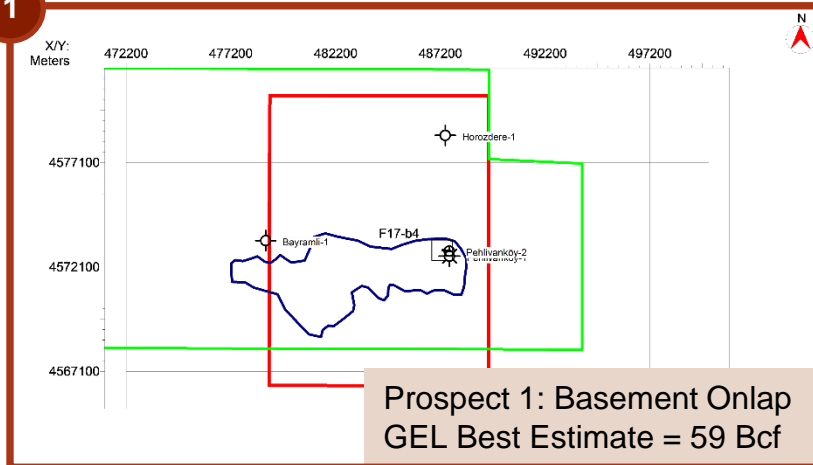 1
N
X/Y:
Meters
472200 477200 482200 487200 492200 497200
Horozdere-1
4577100
F17-b4
Bayramli-1
Pehlivanköy-2
4572100
4567100
Prospect 1: Basement Onlap
GEL Best Estimate = 59 Bcf